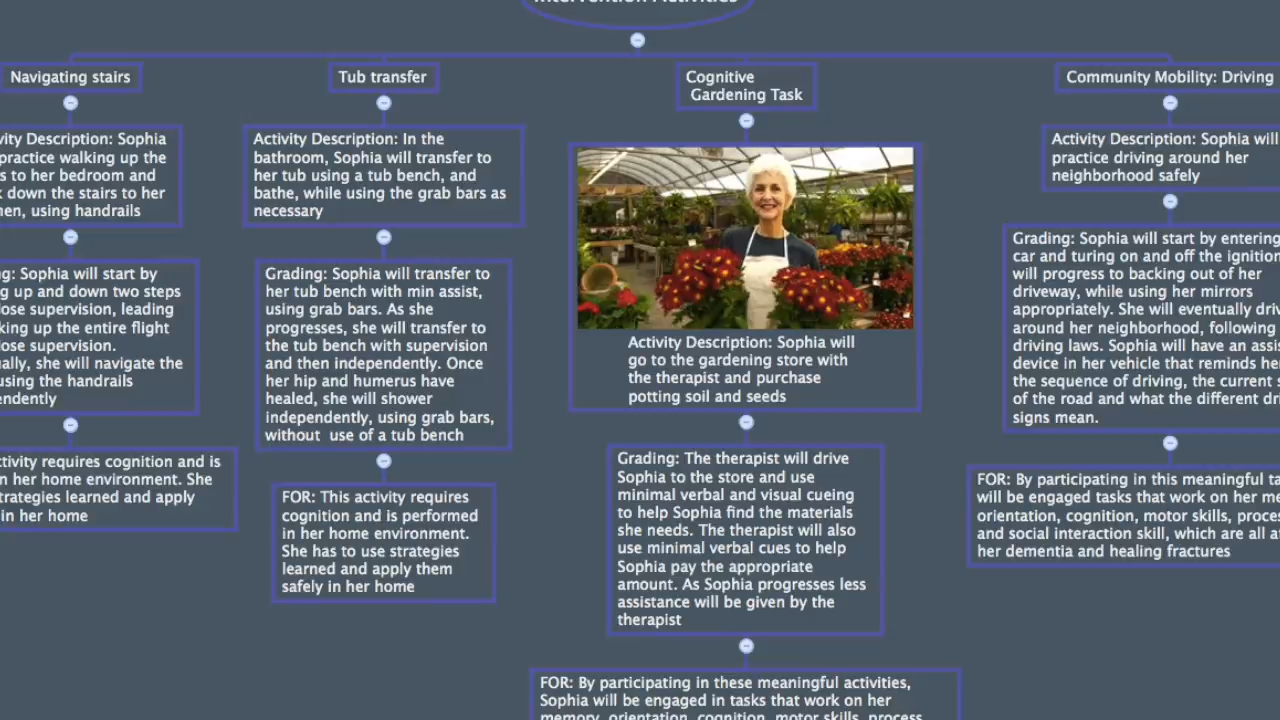 Intervention Activities
Navigating stairs
Tub transfer
Cognitive
Gardening Task
Community Mobility: Driving
Activity Description: Sophia
practice walking up the
to her bedroom and
down the stairs to her
using handrails
Activity Description: In the
bathroom, Sophia will transfer to
her tub using a tub bench, and
bathe, while using the grab bars as
necessary
Activity Description: Sophia will
go to the gardening store with
the therapist and purchase
potting soil and seeds
Activity Description: Sophia will
practice driving around her
neighborhood safely
Sophia will start by
up and down two steps
supervision, leading
up the entire flight
supervision.
she will navigate the
using the handrails
Grading: Sophia will transfer to
her tub bench with min assist,
using grab bars. As she
progresses, she will transfer to
the tub bench with supervision
and then independently. Once
her hip and humerus have
healed, she will shower
independently, using grab bars,
without use of a tub bench
Grading: The therapist will drive
Sophia to the store and use
minimal verbal and visual cueing
to help Sophia find the materials
she needs. The therapist will also
use minimal verbal cues to help
Sophia pay the appropriate
amount. As Sophia progresses less
assistance will be given by the
therapist
Grading: Sophia will start by entering
car and turing on and off the ignition
will progress to backing out of her
driveway, while using her mirrors
appropriately. She will eventually
around her neighborhood, following
driving laws. Sophia will have an
device in her vehicle that reminds
the sequence of driving, the current
of the road and what the different
signs mean.
requires cognition and is
in her home environment. She
strategies learned and apply
in her home
FOR: This activity requires
cognition and is performed
in her home environment.
She has to use strategies
learned and apply them
safely in her home
FOR: By participating in these meaningful activities,
Sophia will be engaged in tasks that work on her
memory, orientation, cognition, motor skills, process
FOR: By participating in this meaningful
will be engaged tasks that work on her
orientation, cognition, motor skills,
and social interaction skill, which are all
her dementia and healing fractures